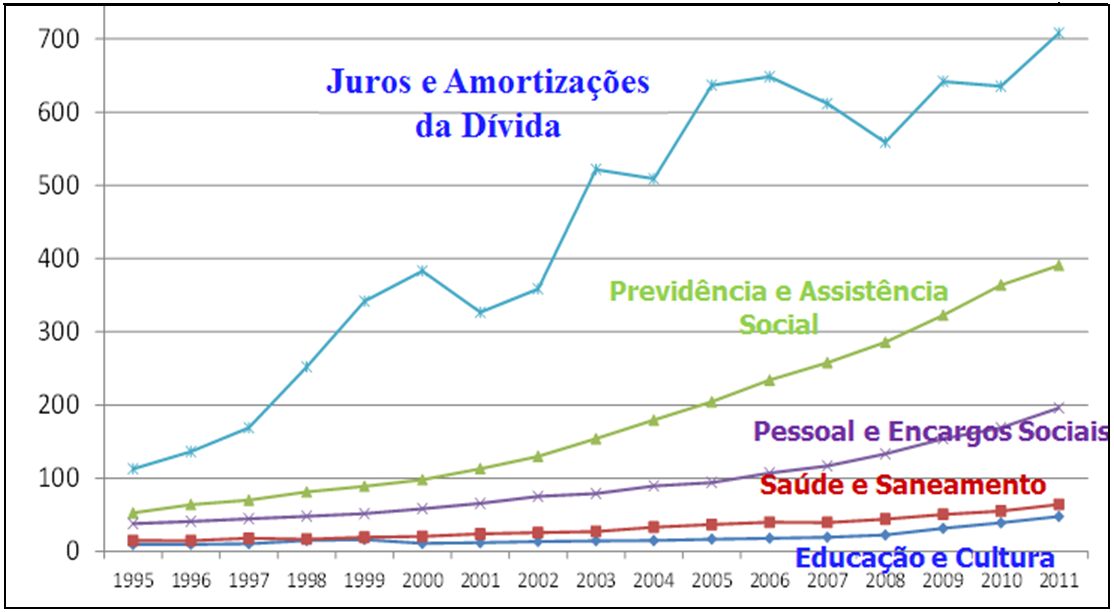 700
Juros e Amortizações
da Dívida
600
500
400
Previdência e Assistência
Social
300
200
Pessoal e Encargos Sociais
100
Saúde e Saneamento
0
Educação e Cultura
1995 1996 1997 1998 1999 2000 2001 2002 2003 2004 2005 2006 2007 2008 2009 2010 2011